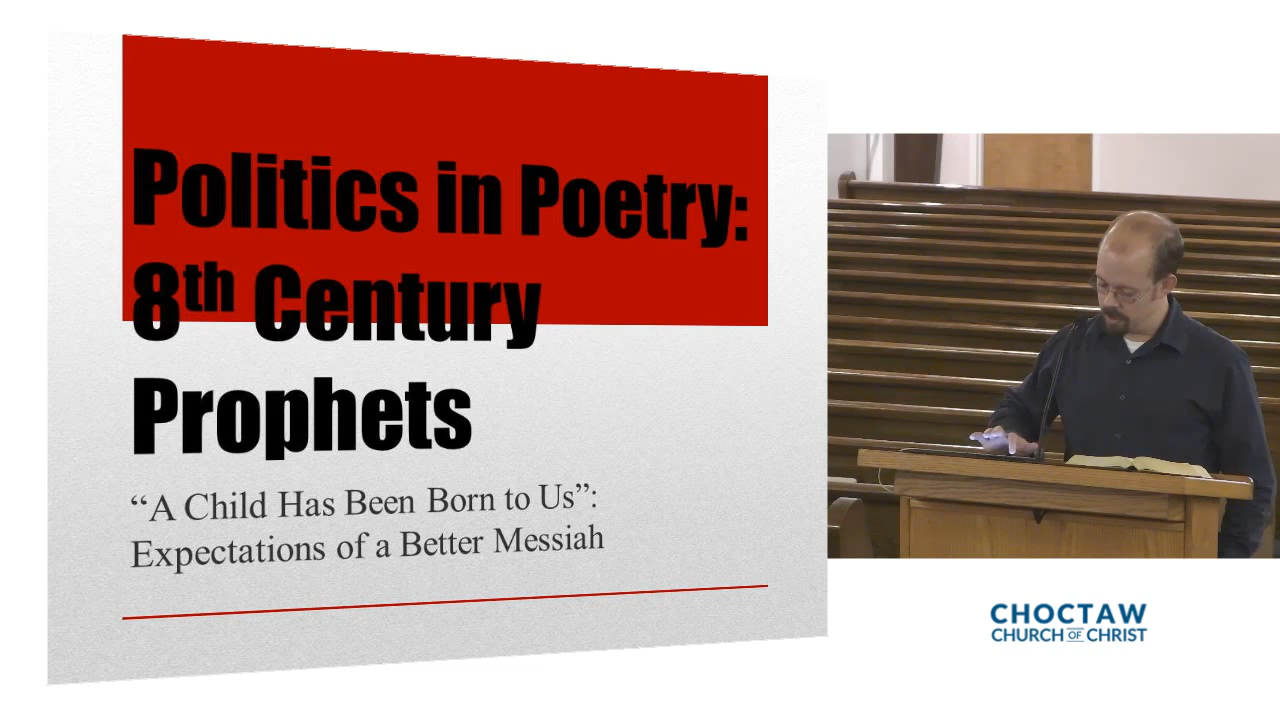 Politics in Poetry:
8th Century
Prophets
“A Child Has Been Born to Us”:
Expectations of a Better Messiah
CHOCTAW
CHURCH OF CHRIST